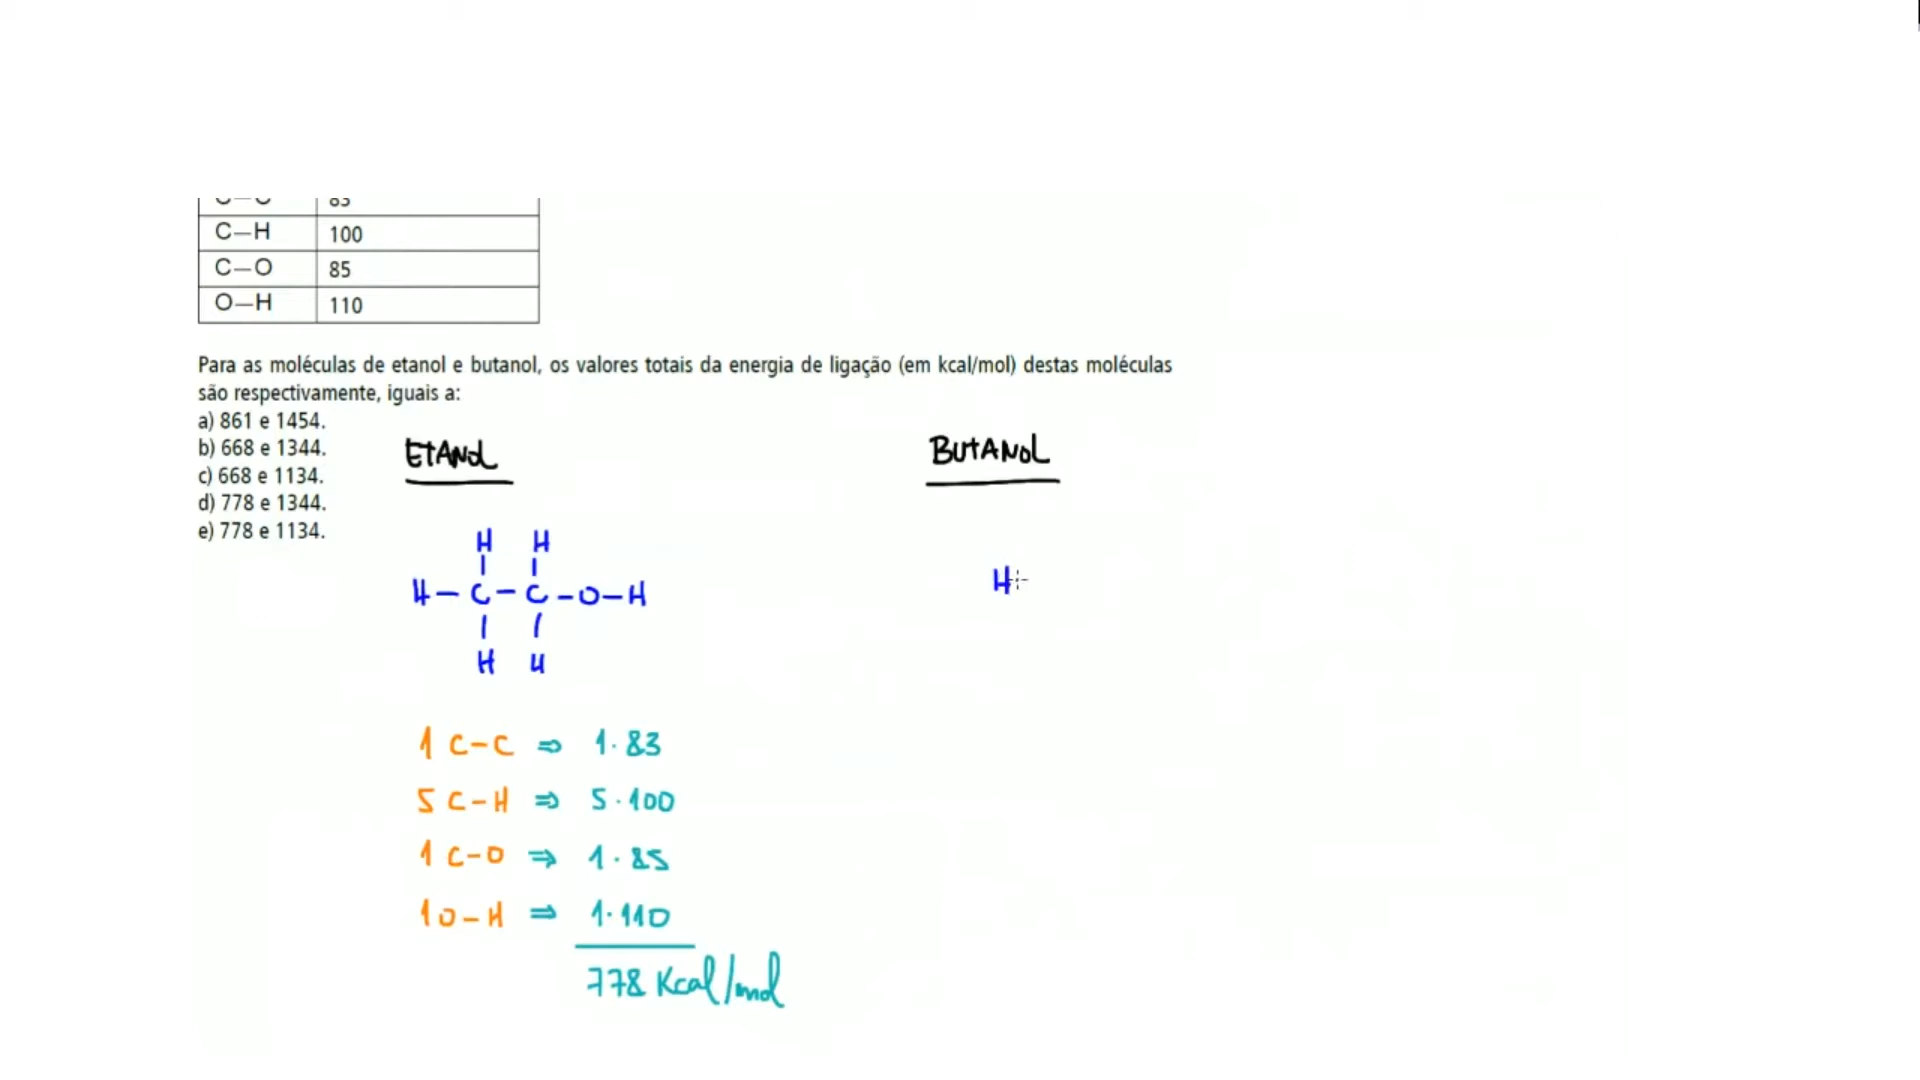 C—C 83
C—H 100
C—O 85
O—H 110
Para as moléculas de etanol e butanol, os valores totais da energia de ligação (em kcal/mol) destas moléculas
são respectivamente, iguais a:
a) 861 e 1454.
b) 668 e 1344.
c) 668 e 1134.
d) 778 e 1344.
e) 778 e 1134.
ETANOL
BUTANOL
H H
H – C – C – O – H
H H
H
1 C-C ⇒ 1·83
5 C-H ⇒ 5·100
1 C-O ⇒ 1·85
1 O-H ⇒ 1·110
778 Kcal/mol